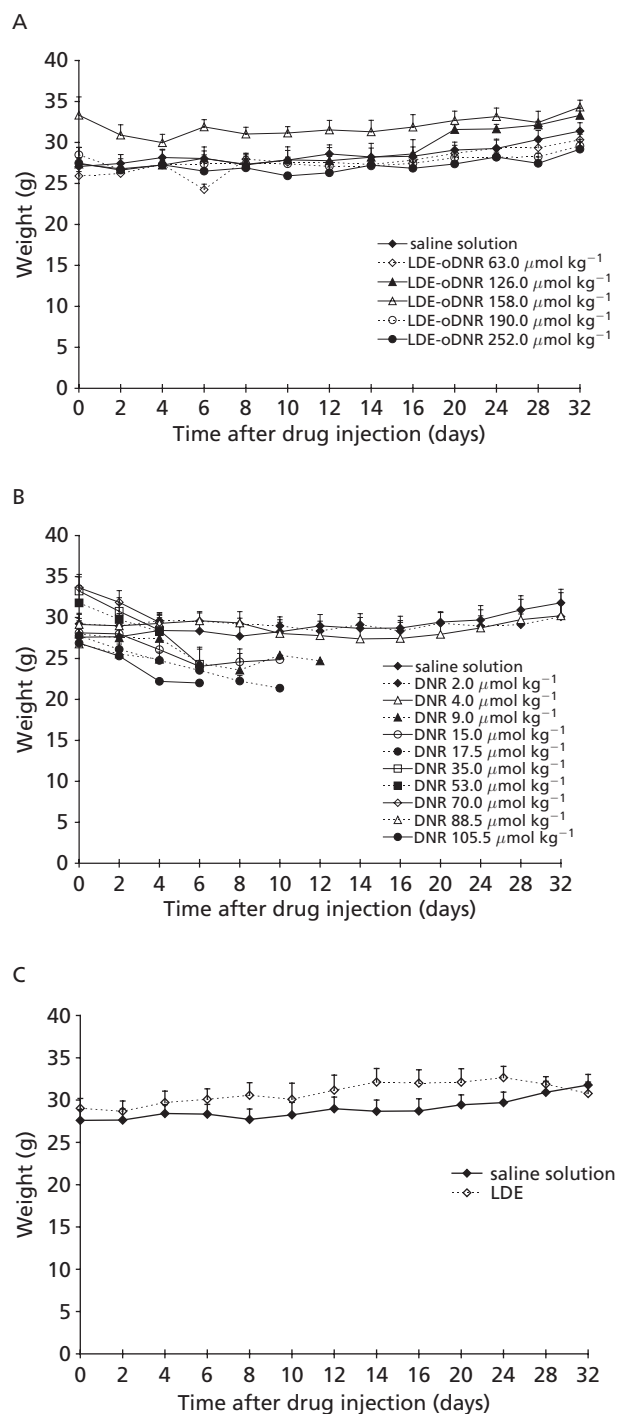 A
40
35
30
25
20
15
10
5
0
Weight (g)
saline solution
LDE-oDNR 63.0 μmol kg⁻¹
LDE-oDNR 126.0 μmol kg⁻¹
LDE-oDNR 158.0 μmol kg⁻¹
LDE-oDNR 190.0 μmol kg⁻¹
LDE-oDNR 252.0 μmol kg⁻¹
0 2 4 6 8 10 12 14 16 20 24 28 32
Time after drug injection (days)
B
40
35
30
25
20
15
10
5
0
Weight (g)
saline solution
DNR 2.0 μmol kg⁻¹
DNR 4.0 μmol kg⁻¹
DNR 9.0 μmol kg⁻¹
DNR 15.0 μmol kg⁻¹
DNR 17.5 μmol kg⁻¹
DNR 35.0 μmol kg⁻¹
DNR 53.0 μmol kg⁻¹
DNR 70.0 μmol kg⁻¹
DNR 88.5 μmol kg⁻¹
DNR 105.5 μmol kg⁻¹
0 2 4 6 8 10 12 14 16 20 24 28 32
Time after drug injection (days)
C
40
35
30
25
20
15
10
5
0
Weight (g)
saline solution
LDE
0 2 4 6 8 10 12 14 16 20 24 28 32
Time after drug injection (days)